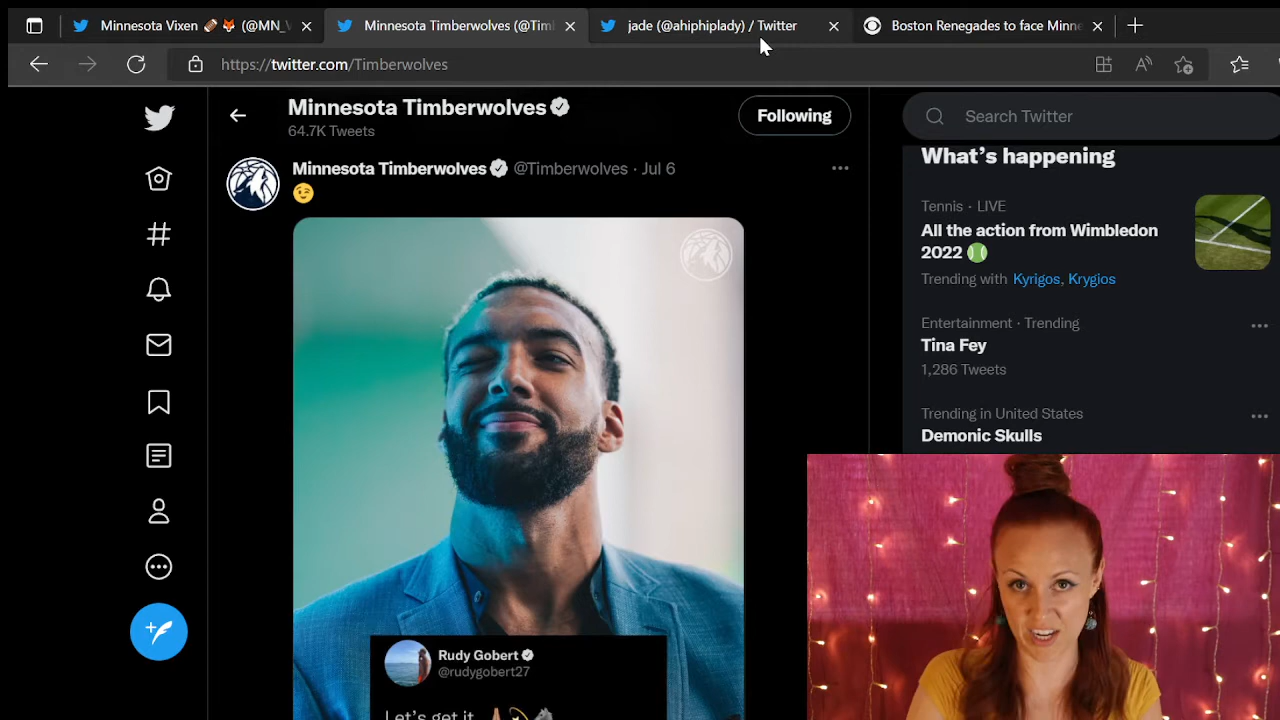 Minnesota Vixen 🏈 🦊 (@MN_V
Minnesota Timberwolves (@Timb
jade (@ahiphiplady) / Twitter
Boston Renegades to face Minne
https://twitter.com/Timberwolves
Minnesota Timberwolves
64.7K Tweets
Following
Search Twitter
Minnesota Timberwolves @Timberwolves · Jul 6
😉
Rudy Gobert
@rudygobert27
Let's get it
What's happening
Tennis · LIVE
All the action from Wimbledon
2022 🎾
Trending with Kyrigos, Krygios
Entertainment · Trending
Tina Fey
1,286 Tweets
Trending in United States
Demonic Skulls